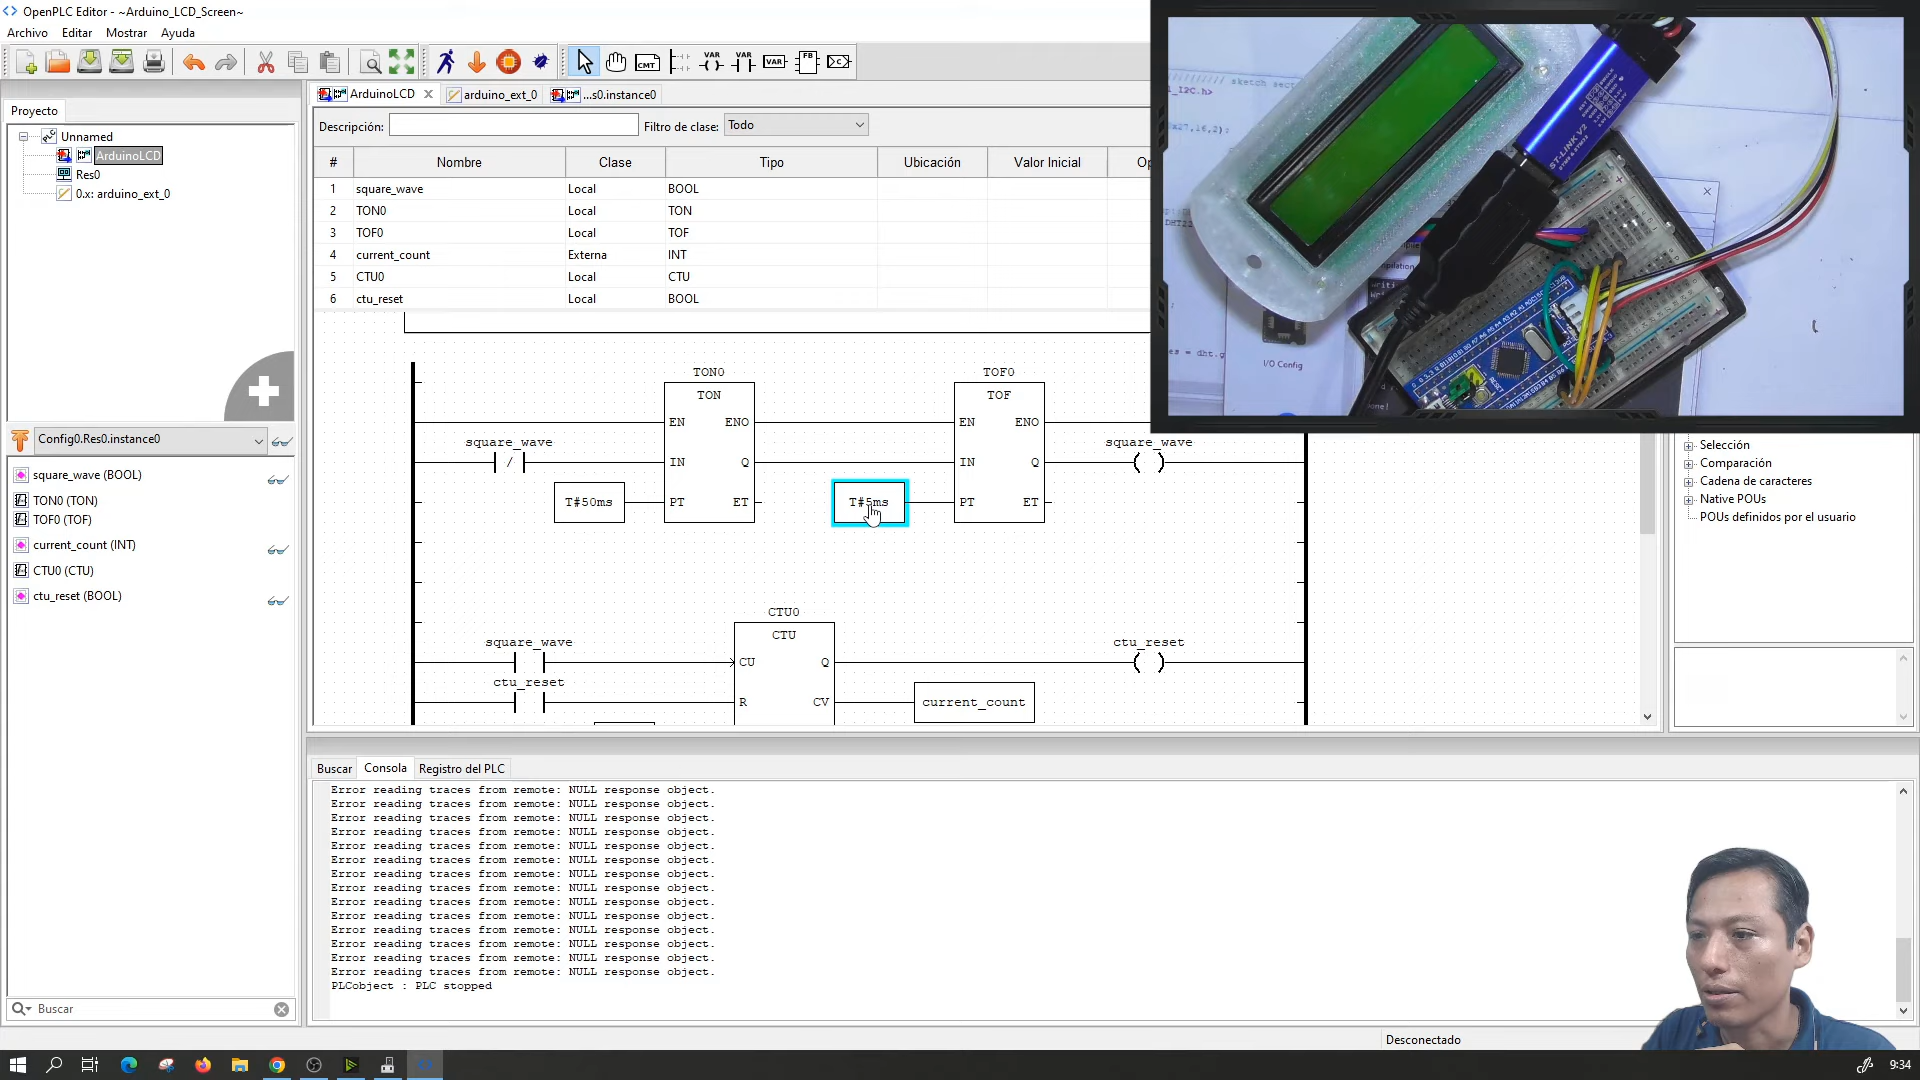 OpenPLC Editor - ~Arduino_LCD_Screen~
Archivo Editar Mostrar Ayuda
CMT VAR VAR VAR FB
Proyecto
Unnamed
ArduinoLCD
Res0
0.x: arduino_ext_0
ArduinoLCD arduino_ext_0 ...s0.instance0
Descripción: Filtro de clase: Todo
# Nombre Clase Tipo Ubicación Valor Inicial Op
1 square_wave Local BOOL
2 TON0 Local TON
3 TOF0 Local TOF
4 current_count Externa INT
5 CTU0 Local CTU
6 ctu_reset Local BOOL
TON0
TON
TOF0
TOF
EN ENO
EN ENO
square_wave
square_wave
/
IN Q
IN Q
T#50ms
PT ET
T#5ms
PT ET
CTU0
CTU
square_wave
ctu_reset
CU Q
ctu_reset
R CV
current_count
Config0.Res0.instance0
square_wave (BOOL)
TON0 (TON)
TOF0 (TOF)
current_count (INT)
CTU0 (CTU)
ctu_reset (BOOL)
Buscar
Selección
Comparación
Cadena de caracteres
Native POUs
POUs definidos por el usuario
ST-LINK V2
RESET
I/O Config
////////// sketch sect
l_I2C.h>
DHT22
= dht.g
Buscar Consola Registro del PLC
Error reading traces from remote: NULL response object.
Error reading traces from remote: NULL response object.
Error reading traces from remote: NULL response object.
Error reading traces from remote: NULL response object.
Error reading traces from remote: NULL response object.
Error reading traces from remote: NULL response object.
Error reading traces from remote: NULL response object.
Error reading traces from remote: NULL response object.
Error reading traces from remote: NULL response object.
Error reading traces from remote: NULL response object.
Error reading traces from remote: NULL response object.
Error reading traces from remote: NULL response object.
Error reading traces from remote: NULL response object.
Error reading traces from remote: NULL response object.
PLCobject : PLC stopped
Desconectado
9:34